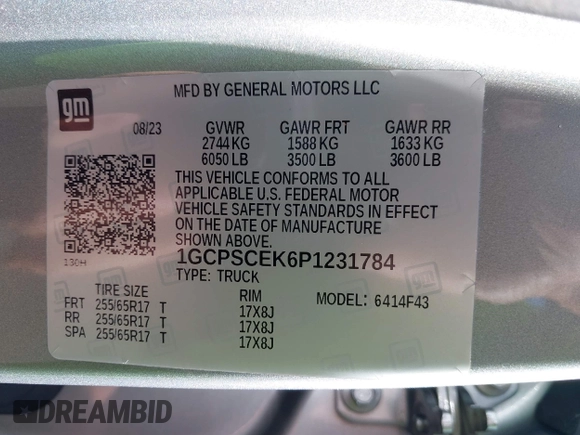 gm
MFD BY GENERAL MOTORS LLC
08/23 GVWR GAWR FRT GAWR RR
2744 KG 1588 KG 1633 KG
6050 LB 3500 LB 3600 LB
THIS VEHICLE CONFORMS TO ALL
APPLICABLE U.S. FEDERAL MOTOR
VEHICLE SAFETY STANDARDS IN EFFECT
ON THE DATE OF MANUFACTURE
SHOWN ABOVE.
130H
1GCPSCEK6P1231784
TYPE: TRUCK
TIRE SIZE RIM MODEL: 6414F43
FRT 255/65R17 T 17X8J
RR 255/65R17 T 17X8J
SPA 255/65R17 T 17X8J
DREAMBID